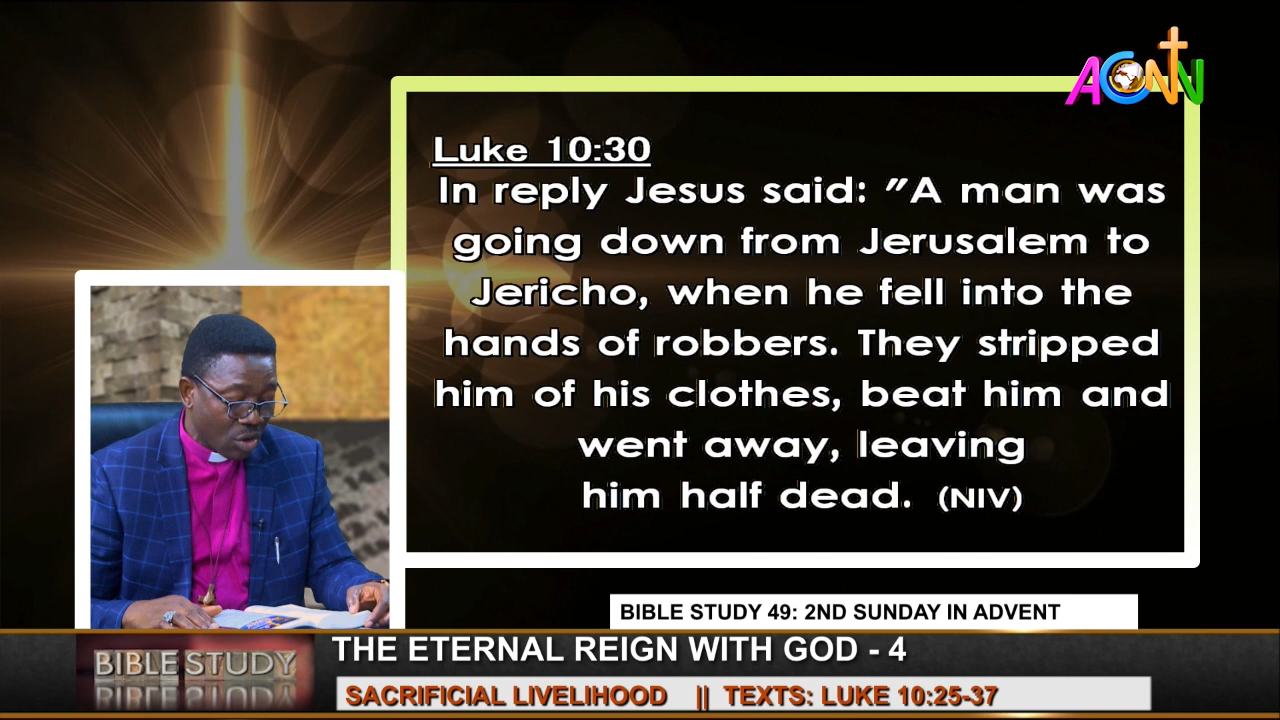 ACNN
Luke 10:30
In reply Jesus said: "A man was
going down from Jerusalem to
Jericho, when he fell into the
hands of robbers. They stripped
him of his clothes, beat him and
went away, leaving
him half dead. (NIV)
BIBLE STUDY 49: 2ND SUNDAY IN ADVENT
THE ETERNAL REIGN WITH GOD - 4
BIBLE STUDY
SACRIFICIAL LIVELIHOOD || TEXTS: LUKE 10:25-37